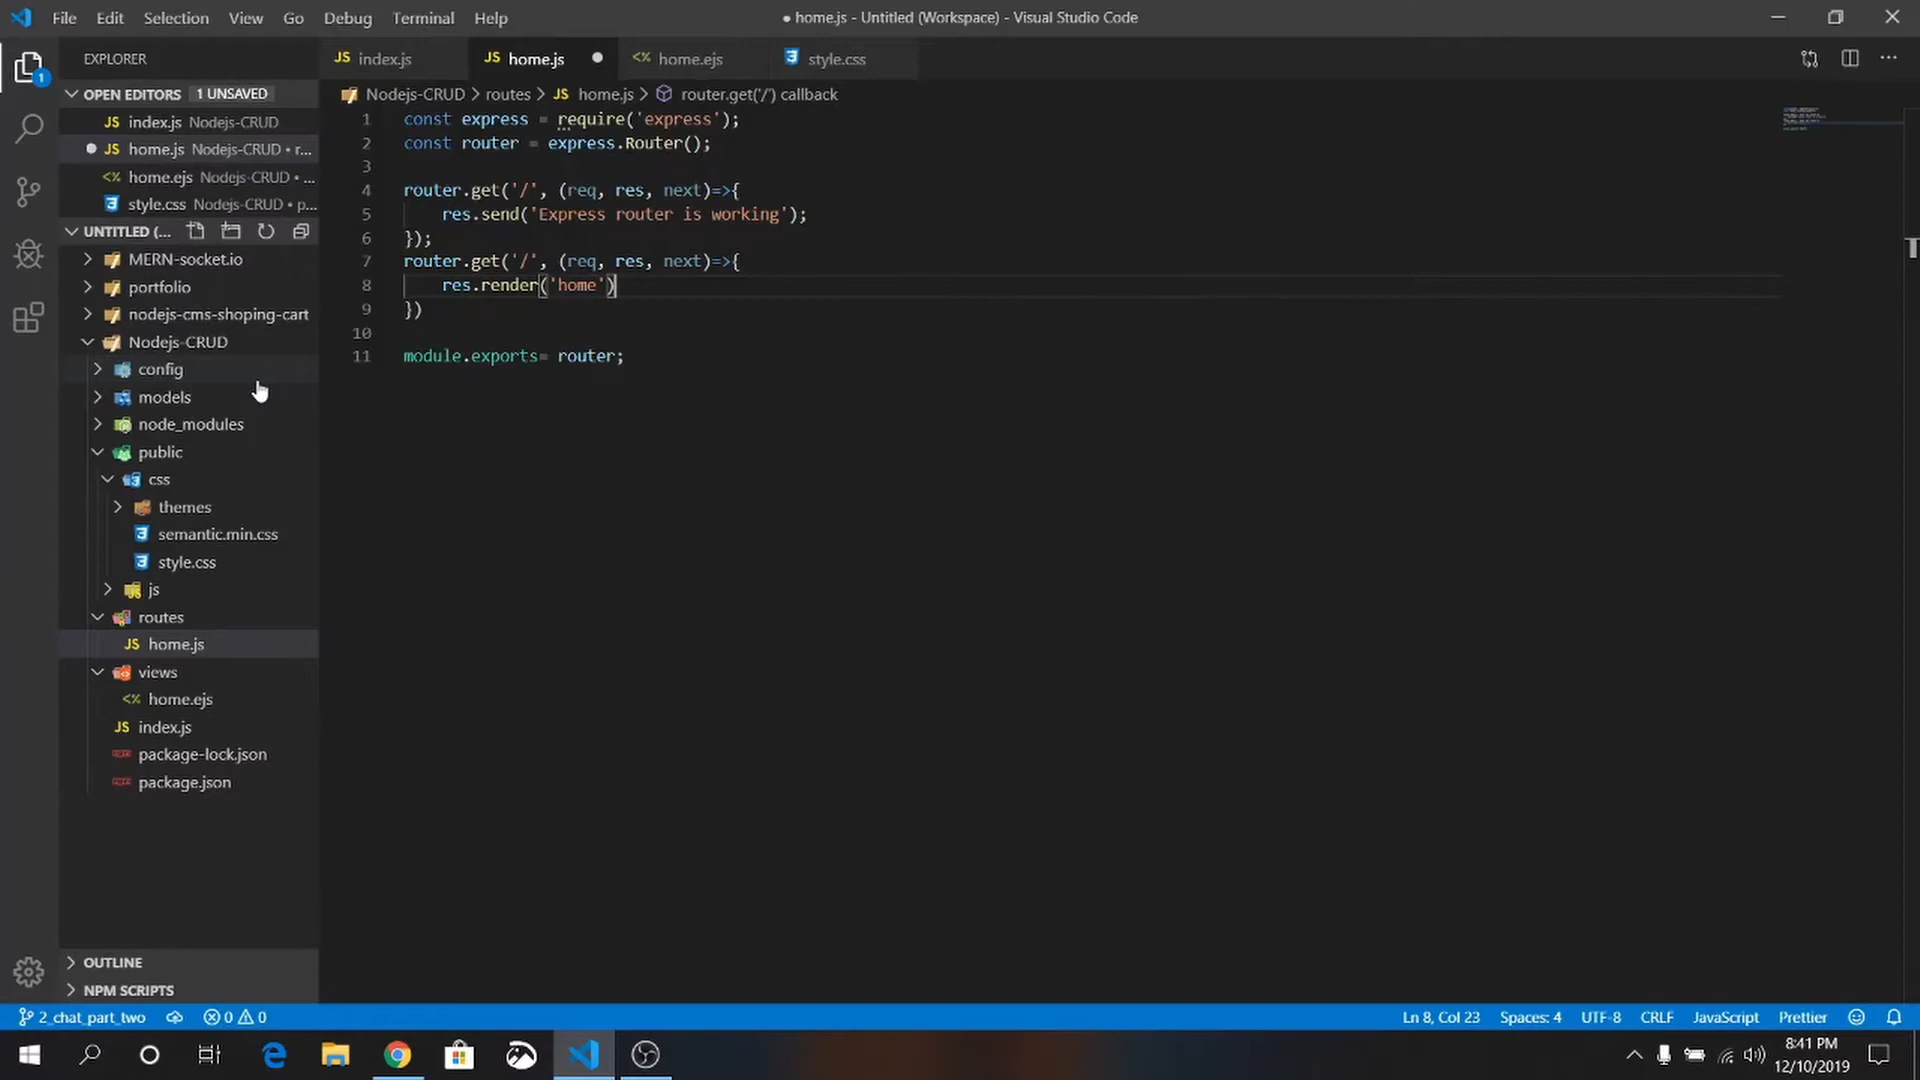 File Edit Selection View Go Debug Terminal Help
● home.js - Untitled (Workspace) - Visual Studio Code
EXPLORER
OPEN EDITORS 1 UNSAVED
index.js Nodejs-CRUD
home.js Nodejs-CRUD • r...
home.ejs Nodejs-CRUD • ...
style.css Nodejs-CRUD • p...
UNTITLED (...
MERN-socket.io
portfolio
nodejs-cms-shoping-cart
Nodejs-CRUD
config
models
node_modules
public
css
themes
semantic.min.css
style.css
js
routes
JS home.js
views
<% home.ejs
JS index.js
package-lock.json
package.json
OUTLINE
NPM SCRIPTS
JS index.js JS home.js <% home.ejs style.css
Nodejs-CRUD > routes > JS home.js > router.get('/') callback
1 const express = require('express');
2 const router = express.Router();
3
4 router.get('/', (req, res, next)=>{
5 res.send('Express router is working');
6 });
7 router.get('/', (req, res, next)=>{
8 res.render('home')
9 })
10
11 module.exports= router;
2_chat_part_two 0 0 Ln 8, Col 23 Spaces: 4 UTF-8 CRLF JavaScript Prettier
8:41 PM
12/10/2019